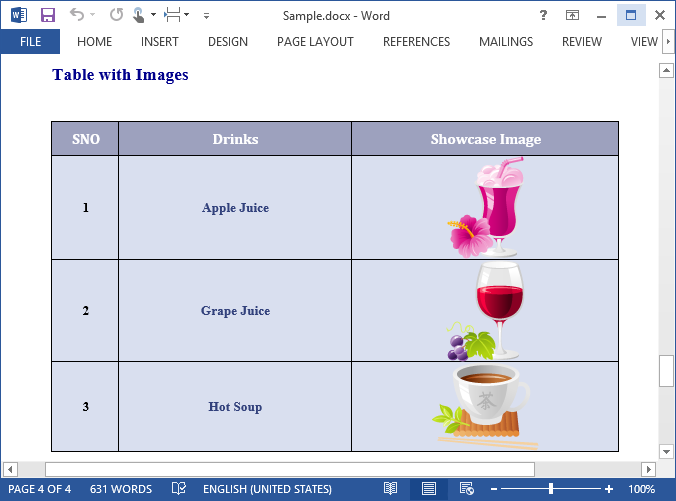 Sample.docx - Word
?
FILE HOME INSERT DESIGN PAGE LAYOUT REFERENCES MAILINGS REVIEW VIEW
Table with Images
SNO Drinks Showcase Image
1 Apple Juice
2 Grape Juice
茶
3 Hot Soup
PAGE 4 OF 4 631 WORDS ENGLISH (UNITED STATES) 100%